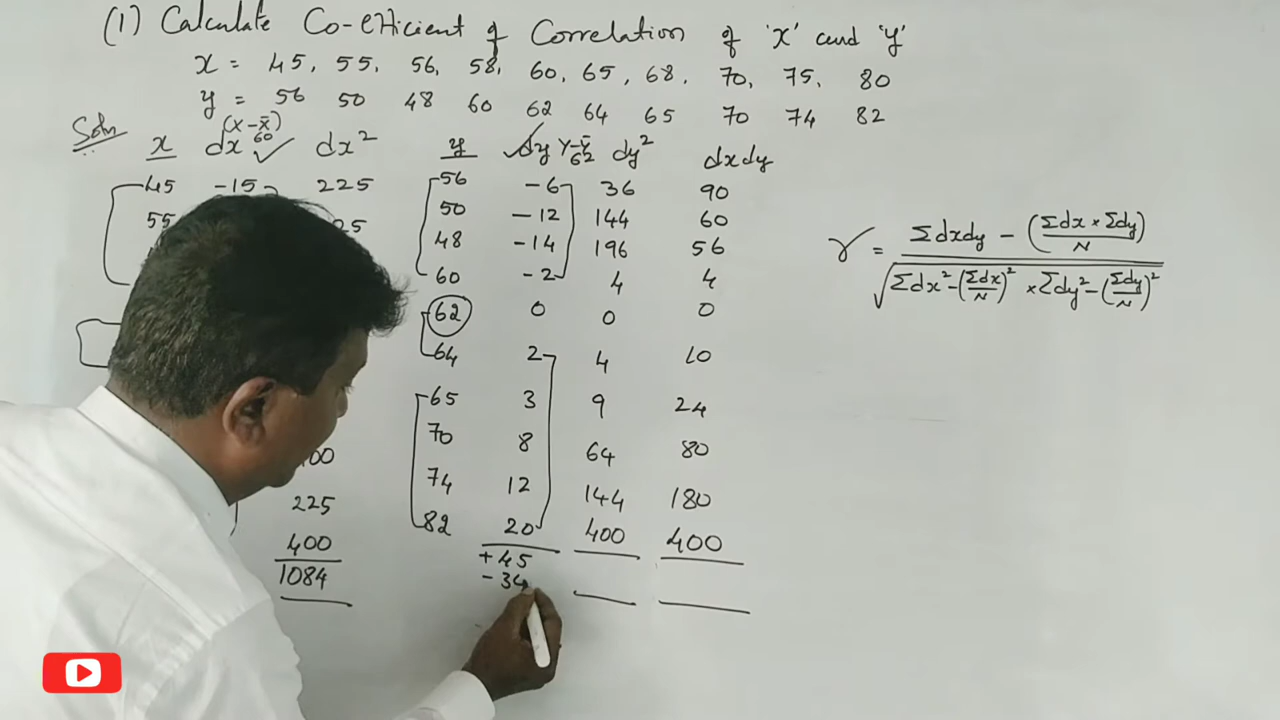 (1) Calculate Co-efficient of Correlation of 'x' and 'y'
x = 45, 55, 56, 58, 60, 65, 68, 70, 75, 80
y = 56 50 48 60 62 64 65 70 74 82
Soln
(x-x̄)
x dx 60 ✓ dx² y ✓dy y-ȳ 62 dy² dxdy
45 -15 225 56 -6 36 90
55 25 50 -12 144 60
48 -14 196 56
60 -2 4 4
62 0 0 0
64 2 4 10
65 3 9 24
00 70 8 64 80
225 74 12 144 180
400 82 20 400 400
1084 +45
-34
r = Σdxdy - (Σdx × Σdy / N)
√Σdx² - (Σdx/N)² × Σdy² - (Σdy/N)²